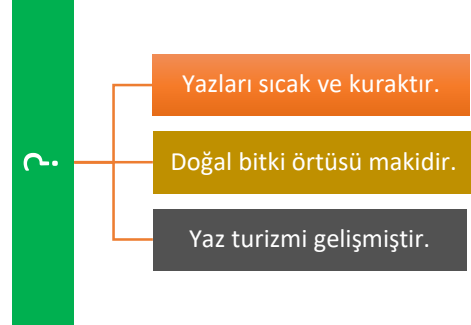 ?
Yazları sıcak ve kuraktır.
Doğal bitki örtüsü makidir.
Yaz turizmi gelişmiştir.